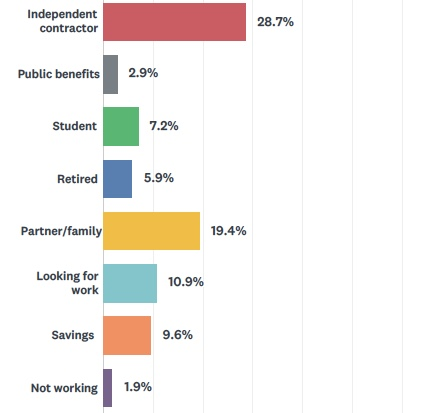 Independent
contractor
28.7%
Public benefits
2.9%
Student
7.2%
Retired
5.9%
Partner/family
19.4%
Looking for
work
10.9%
Savings
9.6%
Not working
1.9%